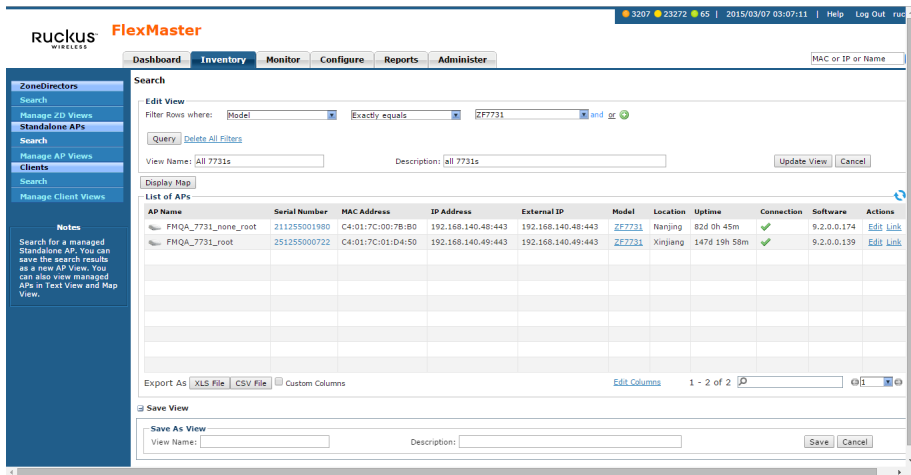 3207 23272 65 | 2015/03/07 03:07:11 | Help Log Out ruc
Ruckus WIRELESS FlexMaster
Dashboard Inventory Monitor Configure Reports Administer MAC or IP or Name
ZoneDirectors
Search
Manage ZD Views
Standalone APs
Search
Manage AP Views
Clients
Search
Manage Client Views
Notes
Search for a managed
Standalone AP. You can
save the search results
as a new AP View. You
can also view managed
APs in Text View and Map
View.
Search
Edit View
Filter Rows where: Model Exactly equals ZF7731 and or
Query Delete All Filters
View Name: All 7731s Description: all 7731s Update View Cancel
Display Map
List of APs
AP Name Serial Number MAC Address IP Address External IP Model Location Uptime Connection Software Actions
FMQA_7731_none_root 211255001980 C4:01:7C:00:7B:B0 192.168.140.48:443 192.168.140.48:443 ZF7731 Nanjing 82d 0h 45m 9.2.0.0.174 Edit Link
FMQA_7731_root 251255000722 C4:01:7C:01:D4:50 192.168.140.49:443 192.168.140.49:443 ZF7731 Xinjiang 147d 19h 58m 9.2.0.0.139 Edit Link
Export As XLS File CSV File Custom Columns Edit Columns 1 - 2 of 2 1
Save View
Save As View
View Name: Description: Save Cancel